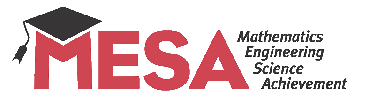 MESA
Mathematics
Engineering
Science
Achievement